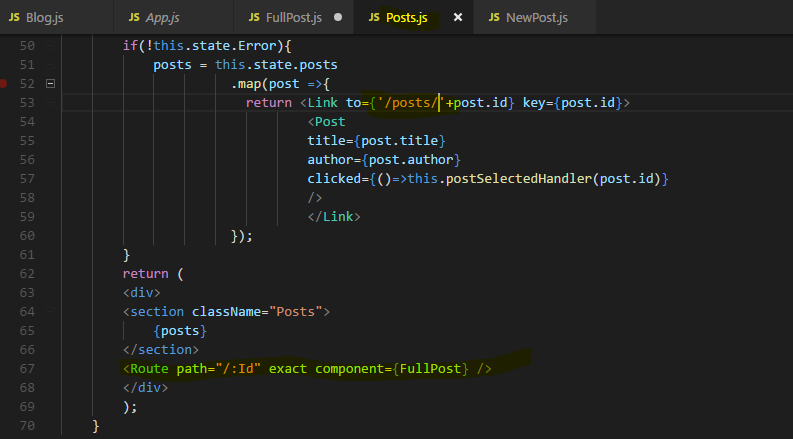 JS Blog.js JS App.js JS FullPost.js JS Posts.js JS NewPost.js
50 if(!this.state.Error){
51 posts = this.state.posts
52 .map(post =>{
53 return <Link to={'/posts/'+post.id} key={post.id}>
54 <Post
55 title={post.title}
56 author={post.author}
57 clicked={()=>this.postSelectedHandler(post.id)}
58 />
59 </Link>
60 });
61 }
62 return (
63 <div>
64 <section className="Posts">
65 {posts}
66 </section>
67 <Route path="/:Id" exact component={FullPost} />
68 </div>
69 );
70 }